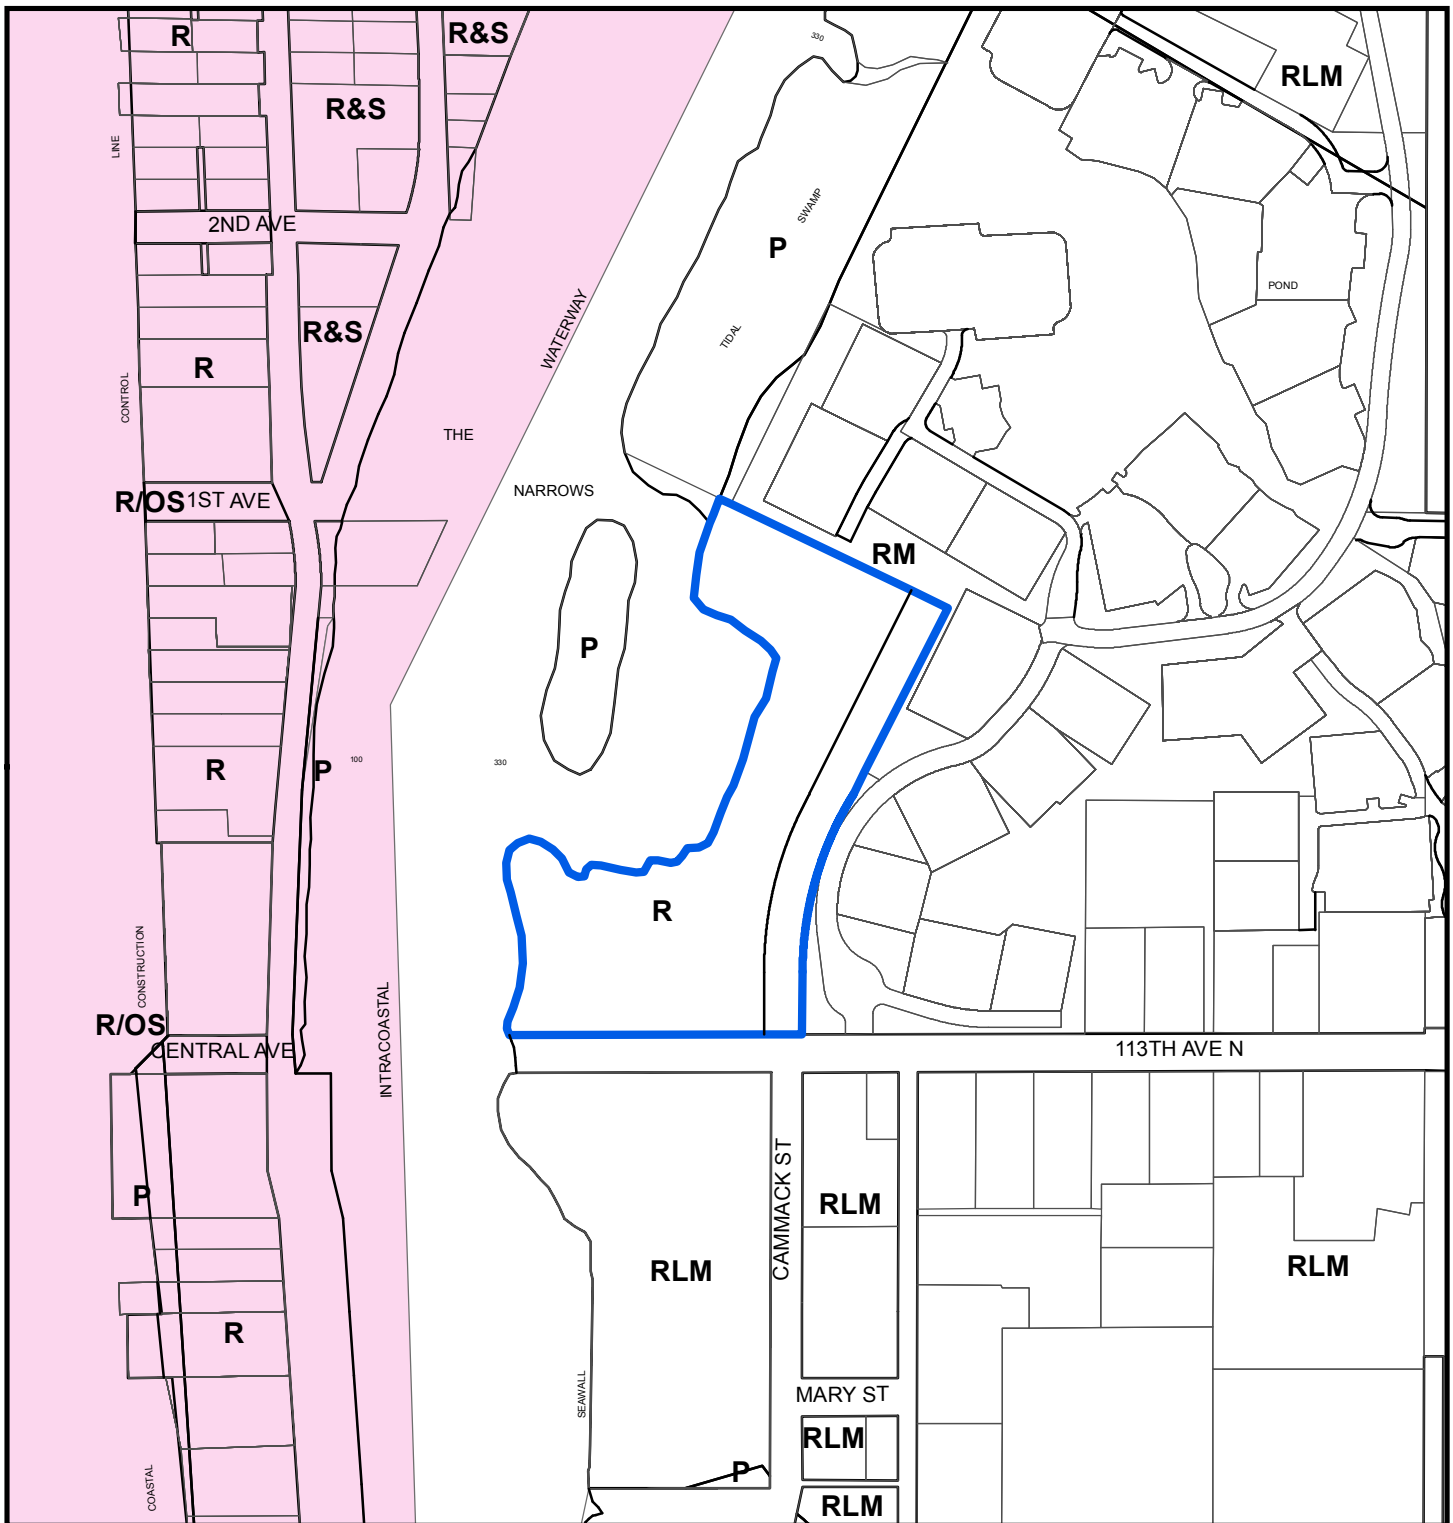 R
R&S
330
RLM
R&S
LINE
SWAMP
2ND AVE
P
POND
WATERWAY
R&S
TIDAL
R
CONTROL
THE
NARROWS
R/OS
1ST AVE
RM
P
R
P
100
330
R
CONSTRUCTION
R/OS
CENTRAL AVE
INTRACOASTAL
113TH AVE N
P
CAMMACK ST
RLM
RLM
RLM
R
SEAWALL
MARY ST
RLM
P
COASTAL
RLM